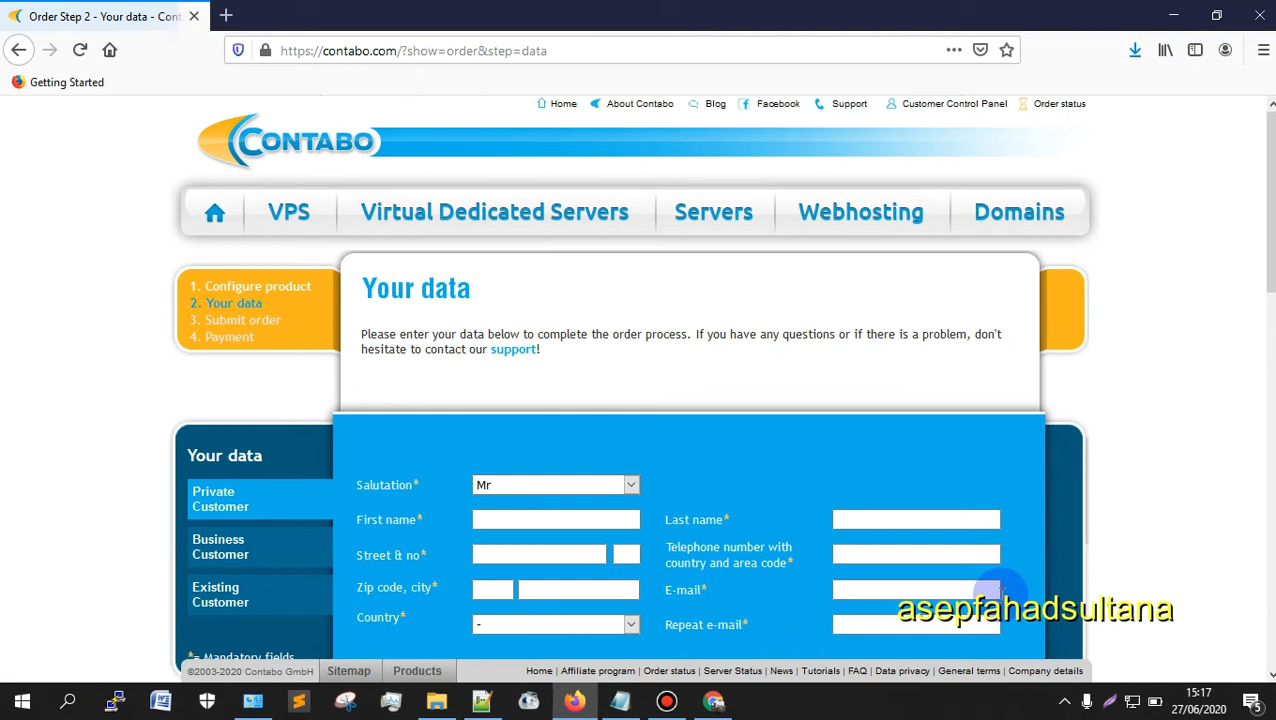 Order Step 2 - Your data - Cont
https://contabo.com/?show=order&step=data
Getting Started
Home
About Contabo
Blog
Facebook
Support
Customer Control Panel
Order status
CONTABO
VPS
Virtual Dedicated Servers
Servers
Webhosting
Domains
1. Configure product
2. Your data
3. Submit order
4. Payment
Your data
Please enter your data below to complete the order process. If you have any questions or if there is a problem, don't
hesitate to contact our support!
Your data
Private
Customer
Business
Customer
Existing
Customer
*= Mandatory fields
Salutation*
Mr
First name*
Last name*
Street & no*
Telephone number with
country and area code*
Zip code, city*
E-mail*
Country*
-
Repeat e-mail*
asepfahadsultana
©2003-2020 Contabo GmbH
Sitemap
Products
Home | Affiliate program | Order status | Server Status | News | Tutorials | FAQ | Data privacy | General terms | Company details
15:17
27/06/2020
5